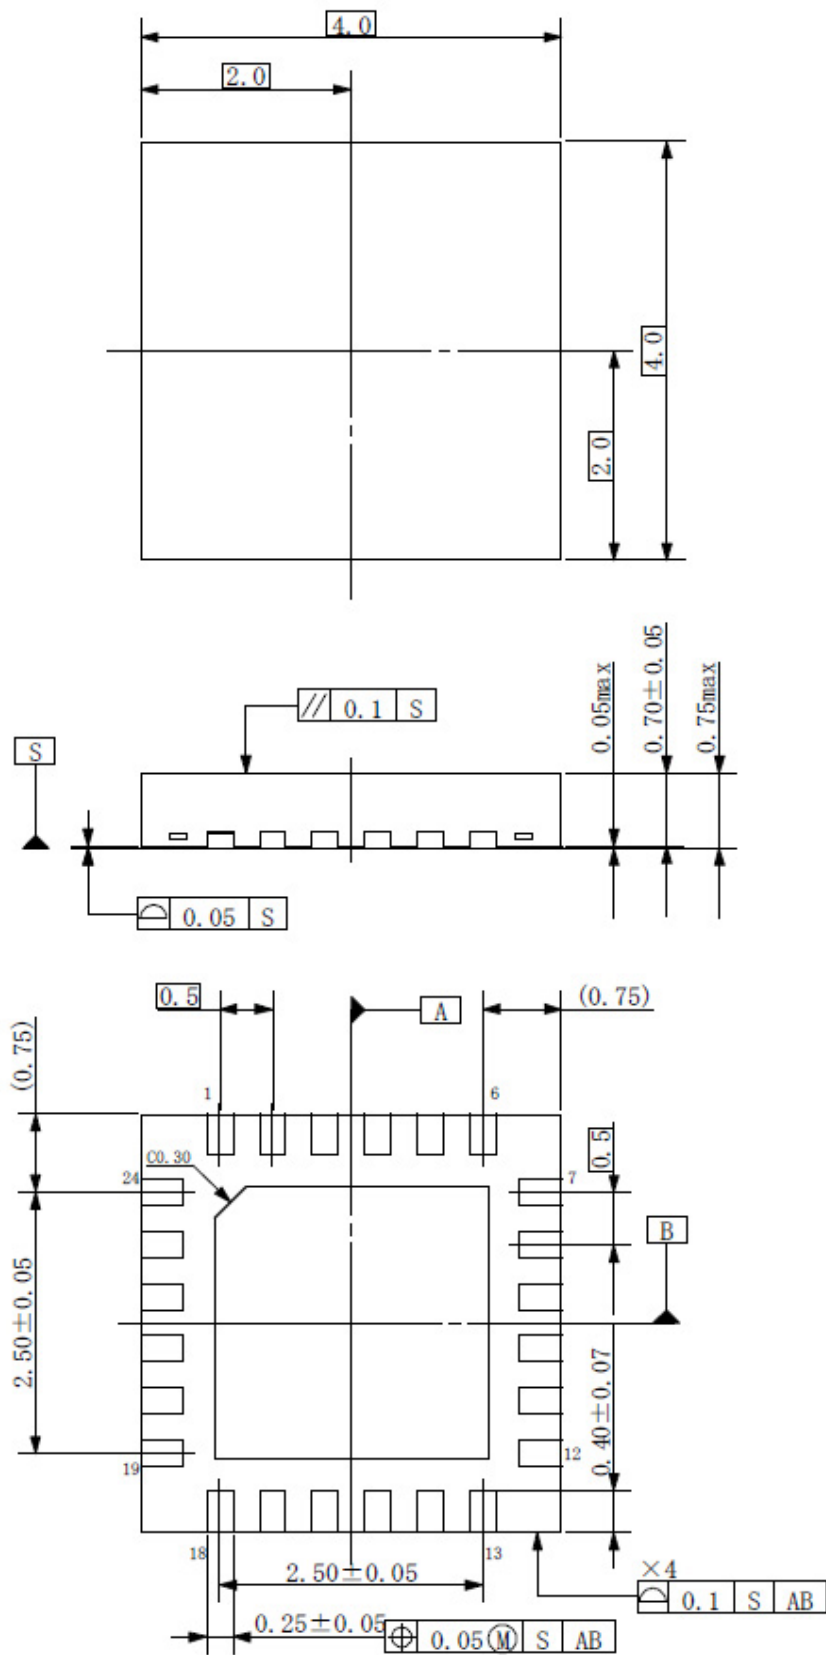 4.0
2.0
4.0
2.0
0.05max
0.70±0.05
0.75max
// 0.1 S
S
0.05 S
0.5
A
(0.75)
(0.75)
1
6
C0.30
24
7
0.5
B
2.50±0.05
0.40±0.07
19
12
18
13
2.50±0.05
×4
0.1 S AB
0.25±0.05
0.05 Ⓜ S AB